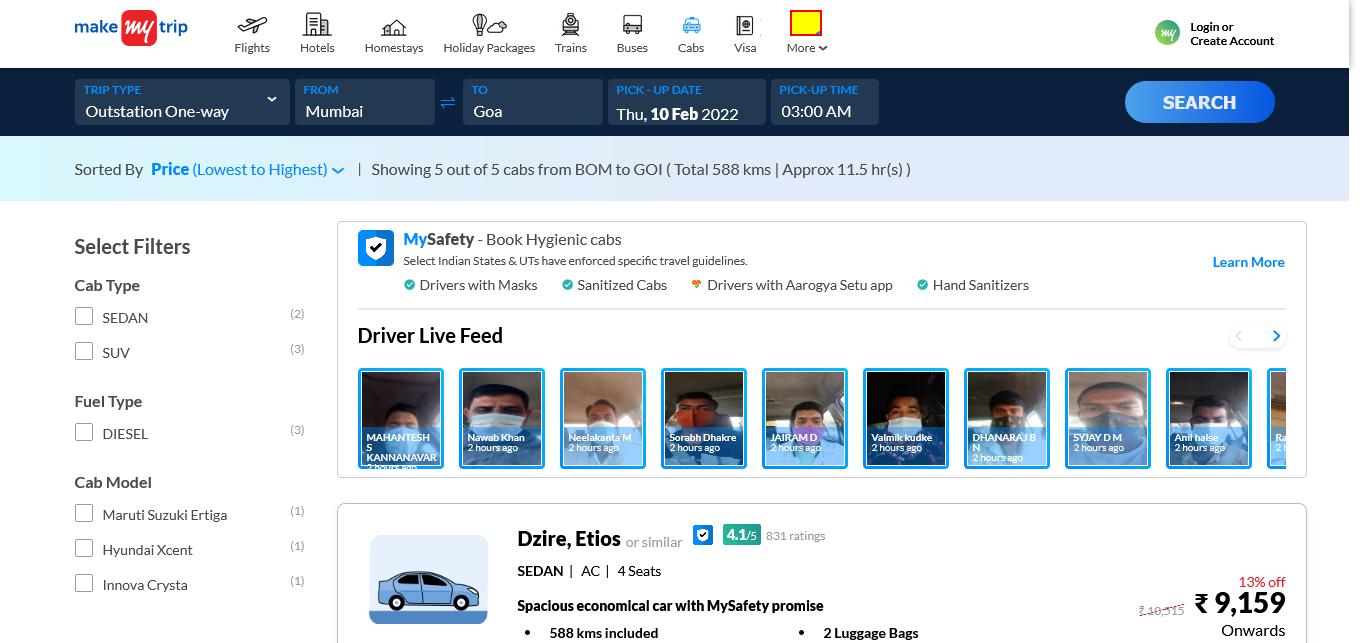 make my trip
Flights
Hotels
Homestays
Holiday Packages
Trains
Buses
Cabs
Visa
More
my
Login or
Create Account
TRIP TYPE
Outstation One-way
FROM
Mumbai
TO
Goa
PICK - UP DATE
Thu, 10 Feb 2022
PICK-UP TIME
03:00 AM
SEARCH
Sorted By Price (Lowest to Highest) | Showing 5 out of 5 cabs from BOM to GOI ( Total 588 kms | Approx 11.5 hr(s) )
Select Filters
Cab Type
SEDAN (2)
SUV (3)
Fuel Type
DIESEL (3)
Cab Model
Maruti Suzuki Ertiga (1)
Hyundai Xcent (1)
Innova Crysta (1)
MySafety - Book Hygienic cabs
Select Indian States & UTs have enforced specific travel guidelines.
Drivers with Masks
Sanitized Cabs
Drivers with Aarogya Setu app
Hand Sanitizers
Learn More
Driver Live Feed
MAHANTESH
S
KANNANAVAR
2 hours ago
Nawab Khan
2 hours ago
Neelakanta M
2 hours ago
Sorabh Dhakre
2 hours ago
JAIRAM D
2 hours ago
Valmik kudke
2 hours ago
DHANARAJ B
N
2 hours ago
SYJAY D M
2 hours ago
Anil halse
2 hours ago
Ra
2
Dzire, Etios or similar 4.1/5 831 ratings
SEDAN | AC | 4 Seats
Spacious economical car with MySafety promise
• 588 kms included
• 2 Luggage Bags
13% off
₹ 10,515 ₹ 9,159
Onwards